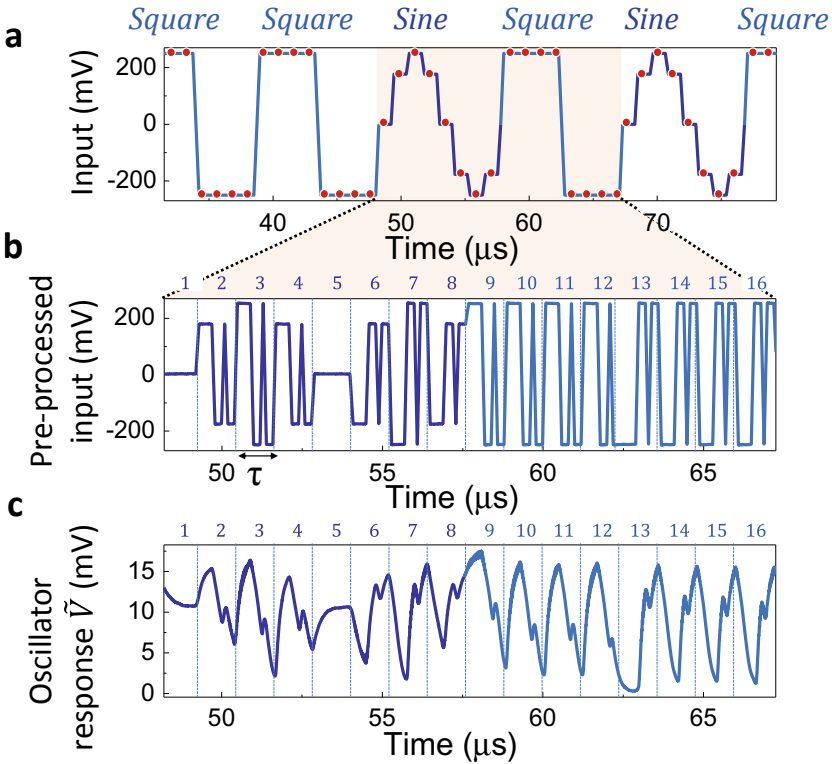 Square Square Sine Square Sine Square
a
Input (mV)
200
0
-200
40 50 60 70
Time (μs)
b
1 2 3 4 5 6 7 8 9 10 11 12 13 14 15 16
Pre-processed
input (mV)
200
0
-200
50 55 60 65
τ
Time (μs)
c
1 2 3 4 5 6 7 8 9 10 11 12 13 14 15 16
Oscillator
response Ṽ (mV)
15
10
5
0
50 55 60 65
Time (μs)